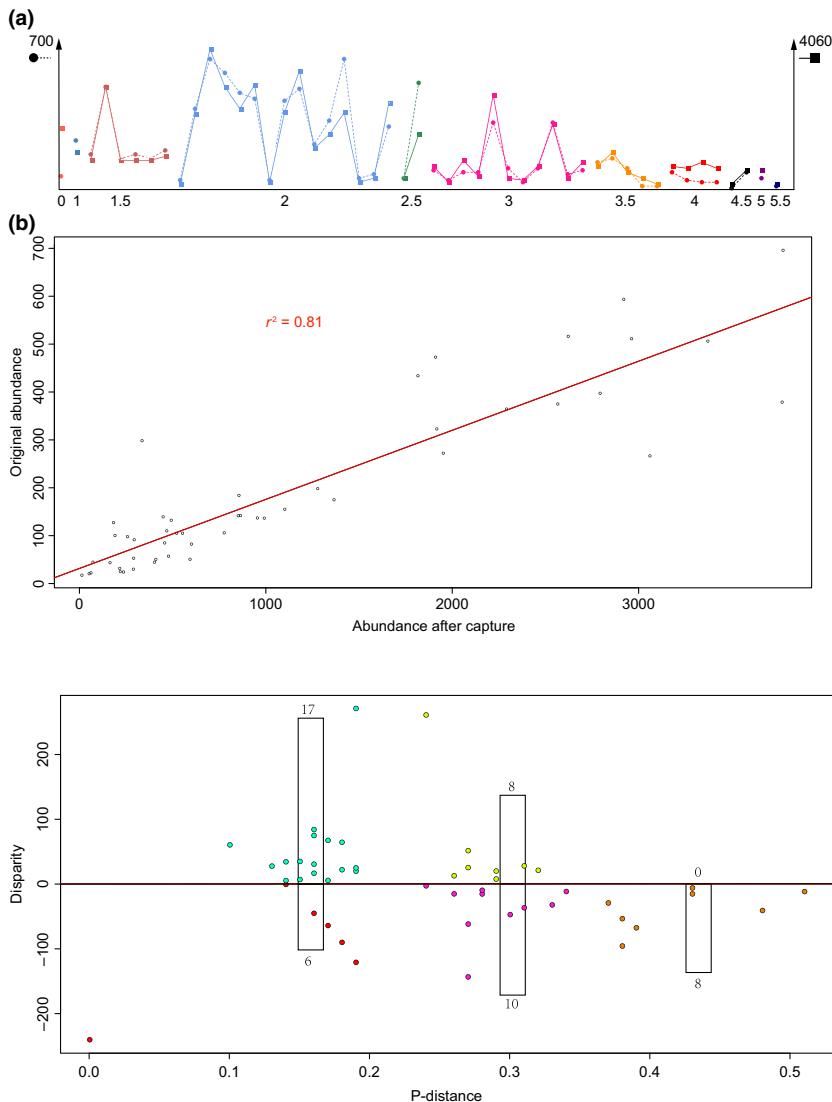 (a)
700
4060
0 1 1.5 2 2.5 3 3.5 4 4.5 5 5.5
(b)
700
600
500
400
300
200
100
0
r² = 0.81
Original abundance
0 1000 2000 3000
Abundance after capture
17
8
0
6
10
8
200
100
0
−100
−200
Disparity
0.0 0.1 0.2 0.3 0.4 0.5
P-distance